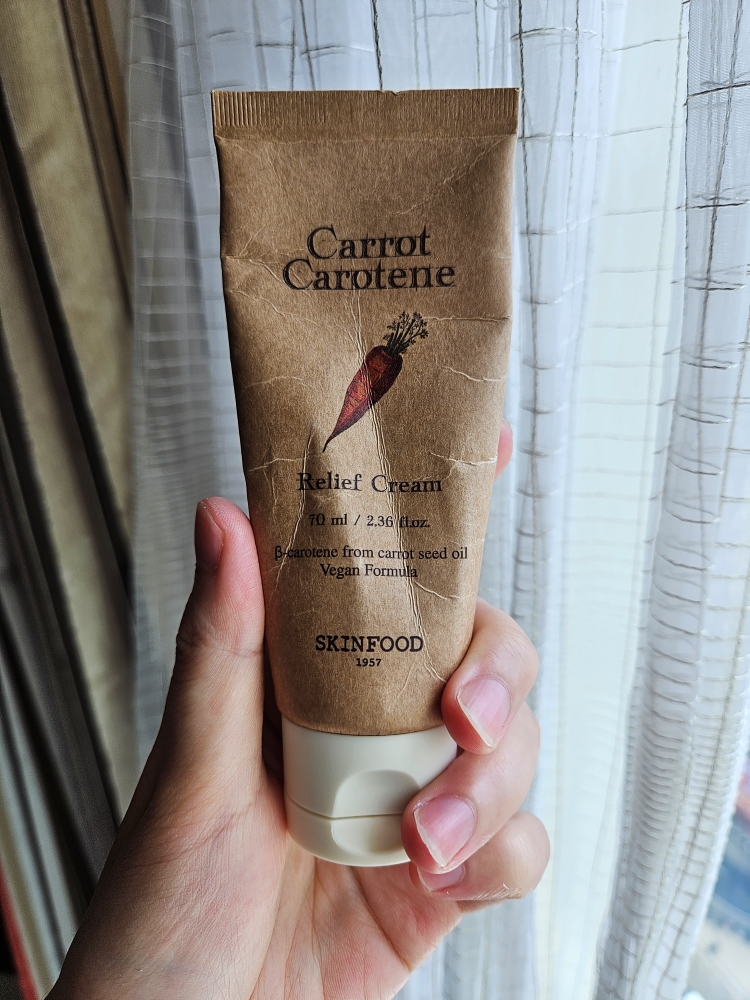 Carrot
Carotene
Relief Cream
70 ml / 2.36 fl.oz.
β-carotene from carrot seed oil
Vegan Formula
SKINFOOD
1957